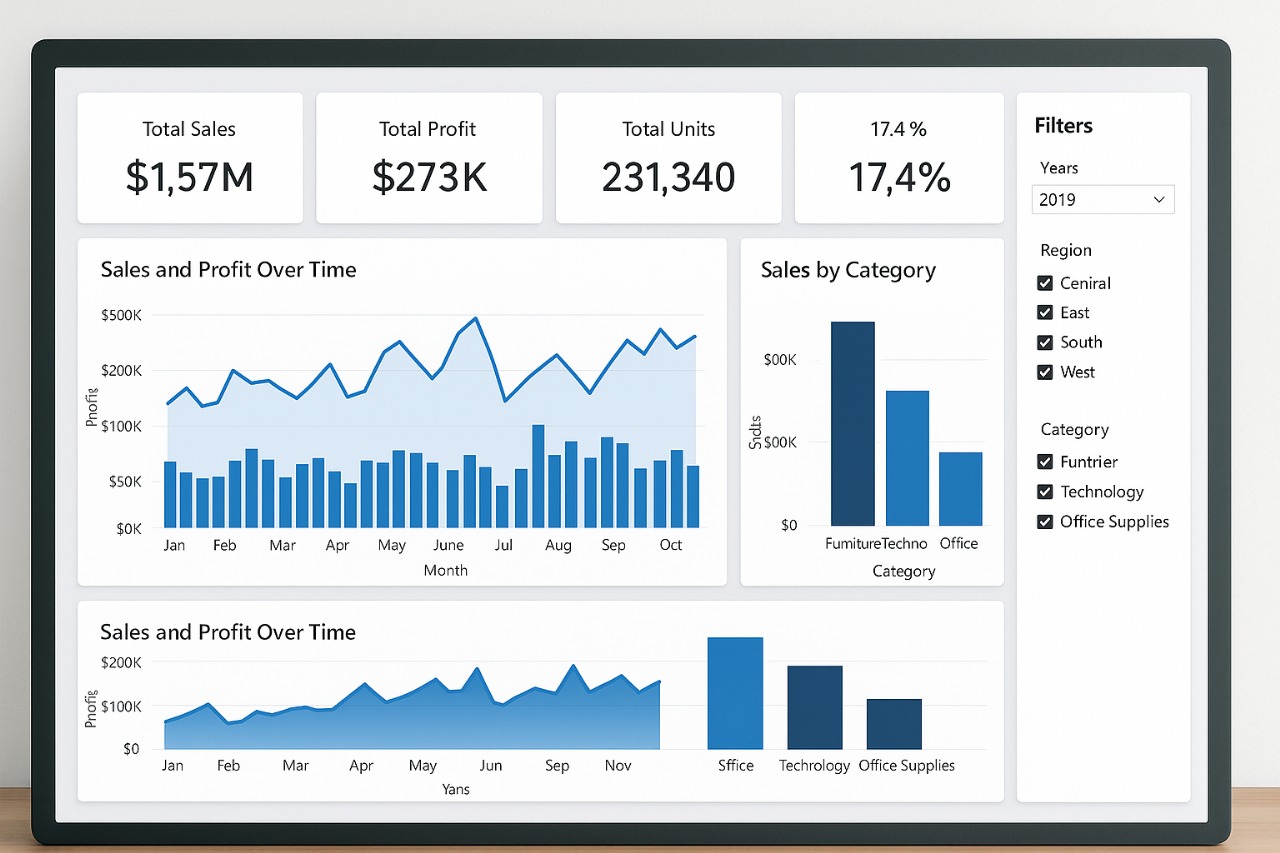 Total Sales
$1,57M
Total Profit
$273K
Total Units
231,340
17.4 %
17,4%
Filters
Years
2019
Region
Ceniral
East
South
West
Category
Funtrier
Technology
Office Supplies
Sales and Profit Over Time
$500K
$200K
$100K
$50K
$0K
Jan Feb Mar Apr May June Jul Aug Sep Oct
Month
Sales by Category
$00K
$00K
$0
FumitureTechno Office
Category
Sales and Profit Over Time
$200K
$100K
$0
Jan Feb Mar Apr May Jun Sep Nov
Yans
Sffice Techrology Office Supplies